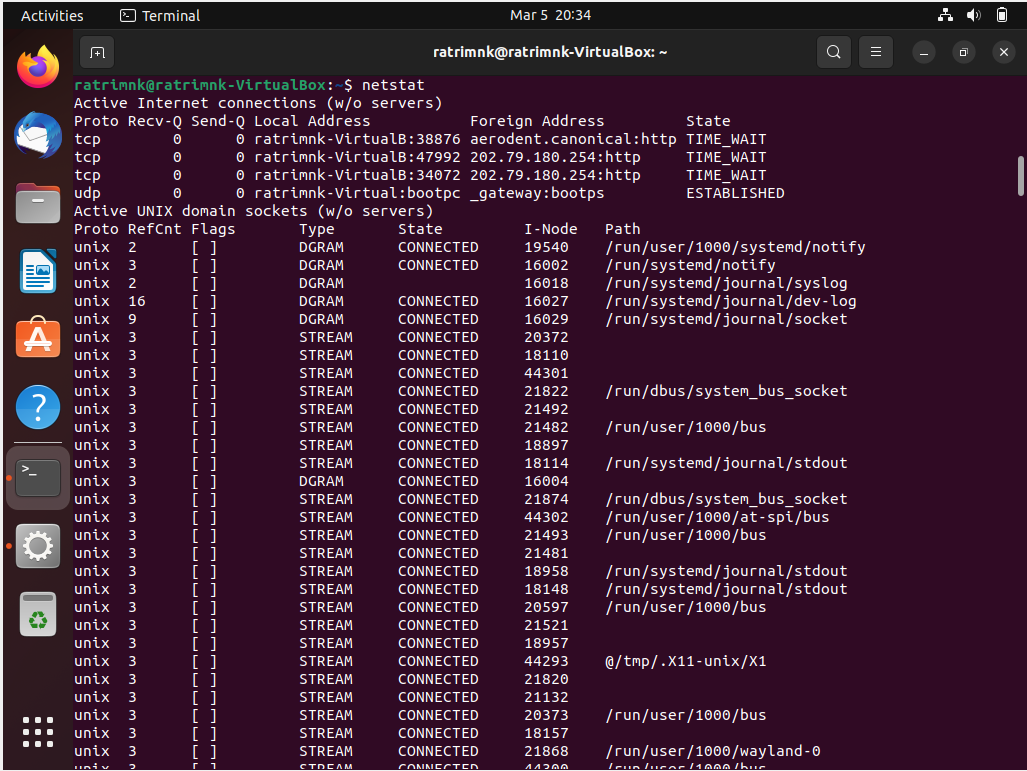 Activities Terminal Mar 5 20:34
ratrimnk@ratrimnk-VirtualBox: ~
ratrimnk@ratrimnk-VirtualBox:~$ netstat
Active Internet connections (w/o servers)
Proto Recv-Q Send-Q Local Address Foreign Address State
tcp 0 0 ratrimnk-VirtualB:38876 aerodent.canonical:http TIME_WAIT
tcp 0 0 ratrimnk-VirtualB:47992 202.79.180.254:http TIME_WAIT
tcp 0 0 ratrimnk-VirtualB:34072 202.79.180.254:http TIME_WAIT
udp 0 0 ratrimnk-Virtual:bootpc _gateway:bootps ESTABLISHED
Active UNIX domain sockets (w/o servers)
Proto RefCnt Flags Type State I-Node Path
unix 2 [ ] DGRAM CONNECTED 19540 /run/user/1000/systemd/notify
unix 3 [ ] DGRAM CONNECTED 16002 /run/systemd/notify
unix 2 [ ] DGRAM 16018 /run/systemd/journal/syslog
unix 16 [ ] DGRAM CONNECTED 16027 /run/systemd/journal/dev-log
unix 9 [ ] DGRAM CONNECTED 16029 /run/systemd/journal/socket
unix 3 [ ] STREAM CONNECTED 20372
unix 3 [ ] STREAM CONNECTED 18110
unix 3 [ ] STREAM CONNECTED 44301
unix 3 [ ] STREAM CONNECTED 21822 /run/dbus/system_bus_socket
unix 3 [ ] STREAM CONNECTED 21492
unix 3 [ ] STREAM CONNECTED 21482 /run/user/1000/bus
unix 3 [ ] STREAM CONNECTED 18897
unix 3 [ ] STREAM CONNECTED 18114 /run/systemd/journal/stdout
unix 3 [ ] DGRAM CONNECTED 16004
unix 3 [ ] STREAM CONNECTED 21874 /run/dbus/system_bus_socket
unix 3 [ ] STREAM CONNECTED 44302 /run/user/1000/at-spi/bus
unix 3 [ ] STREAM CONNECTED 21493 /run/user/1000/bus
unix 3 [ ] STREAM CONNECTED 21481
unix 3 [ ] STREAM CONNECTED 18958 /run/systemd/journal/stdout
unix 3 [ ] STREAM CONNECTED 18148 /run/systemd/journal/stdout
unix 3 [ ] STREAM CONNECTED 20597 /run/user/1000/bus
unix 3 [ ] STREAM CONNECTED 21521
unix 3 [ ] STREAM CONNECTED 18957
unix 3 [ ] STREAM CONNECTED 44293 @/tmp/.X11-unix/X1
unix 3 [ ] STREAM CONNECTED 21820
unix 3 [ ] STREAM CONNECTED 21132
unix 3 [ ] STREAM CONNECTED 20373 /run/user/1000/bus
unix 3 [ ] STREAM CONNECTED 18157
unix 3 [ ] STREAM CONNECTED 21868 /run/user/1000/wayland-0
unix 3 [ ] STREAM CONNECTED 44300 /run/user/1000/bus